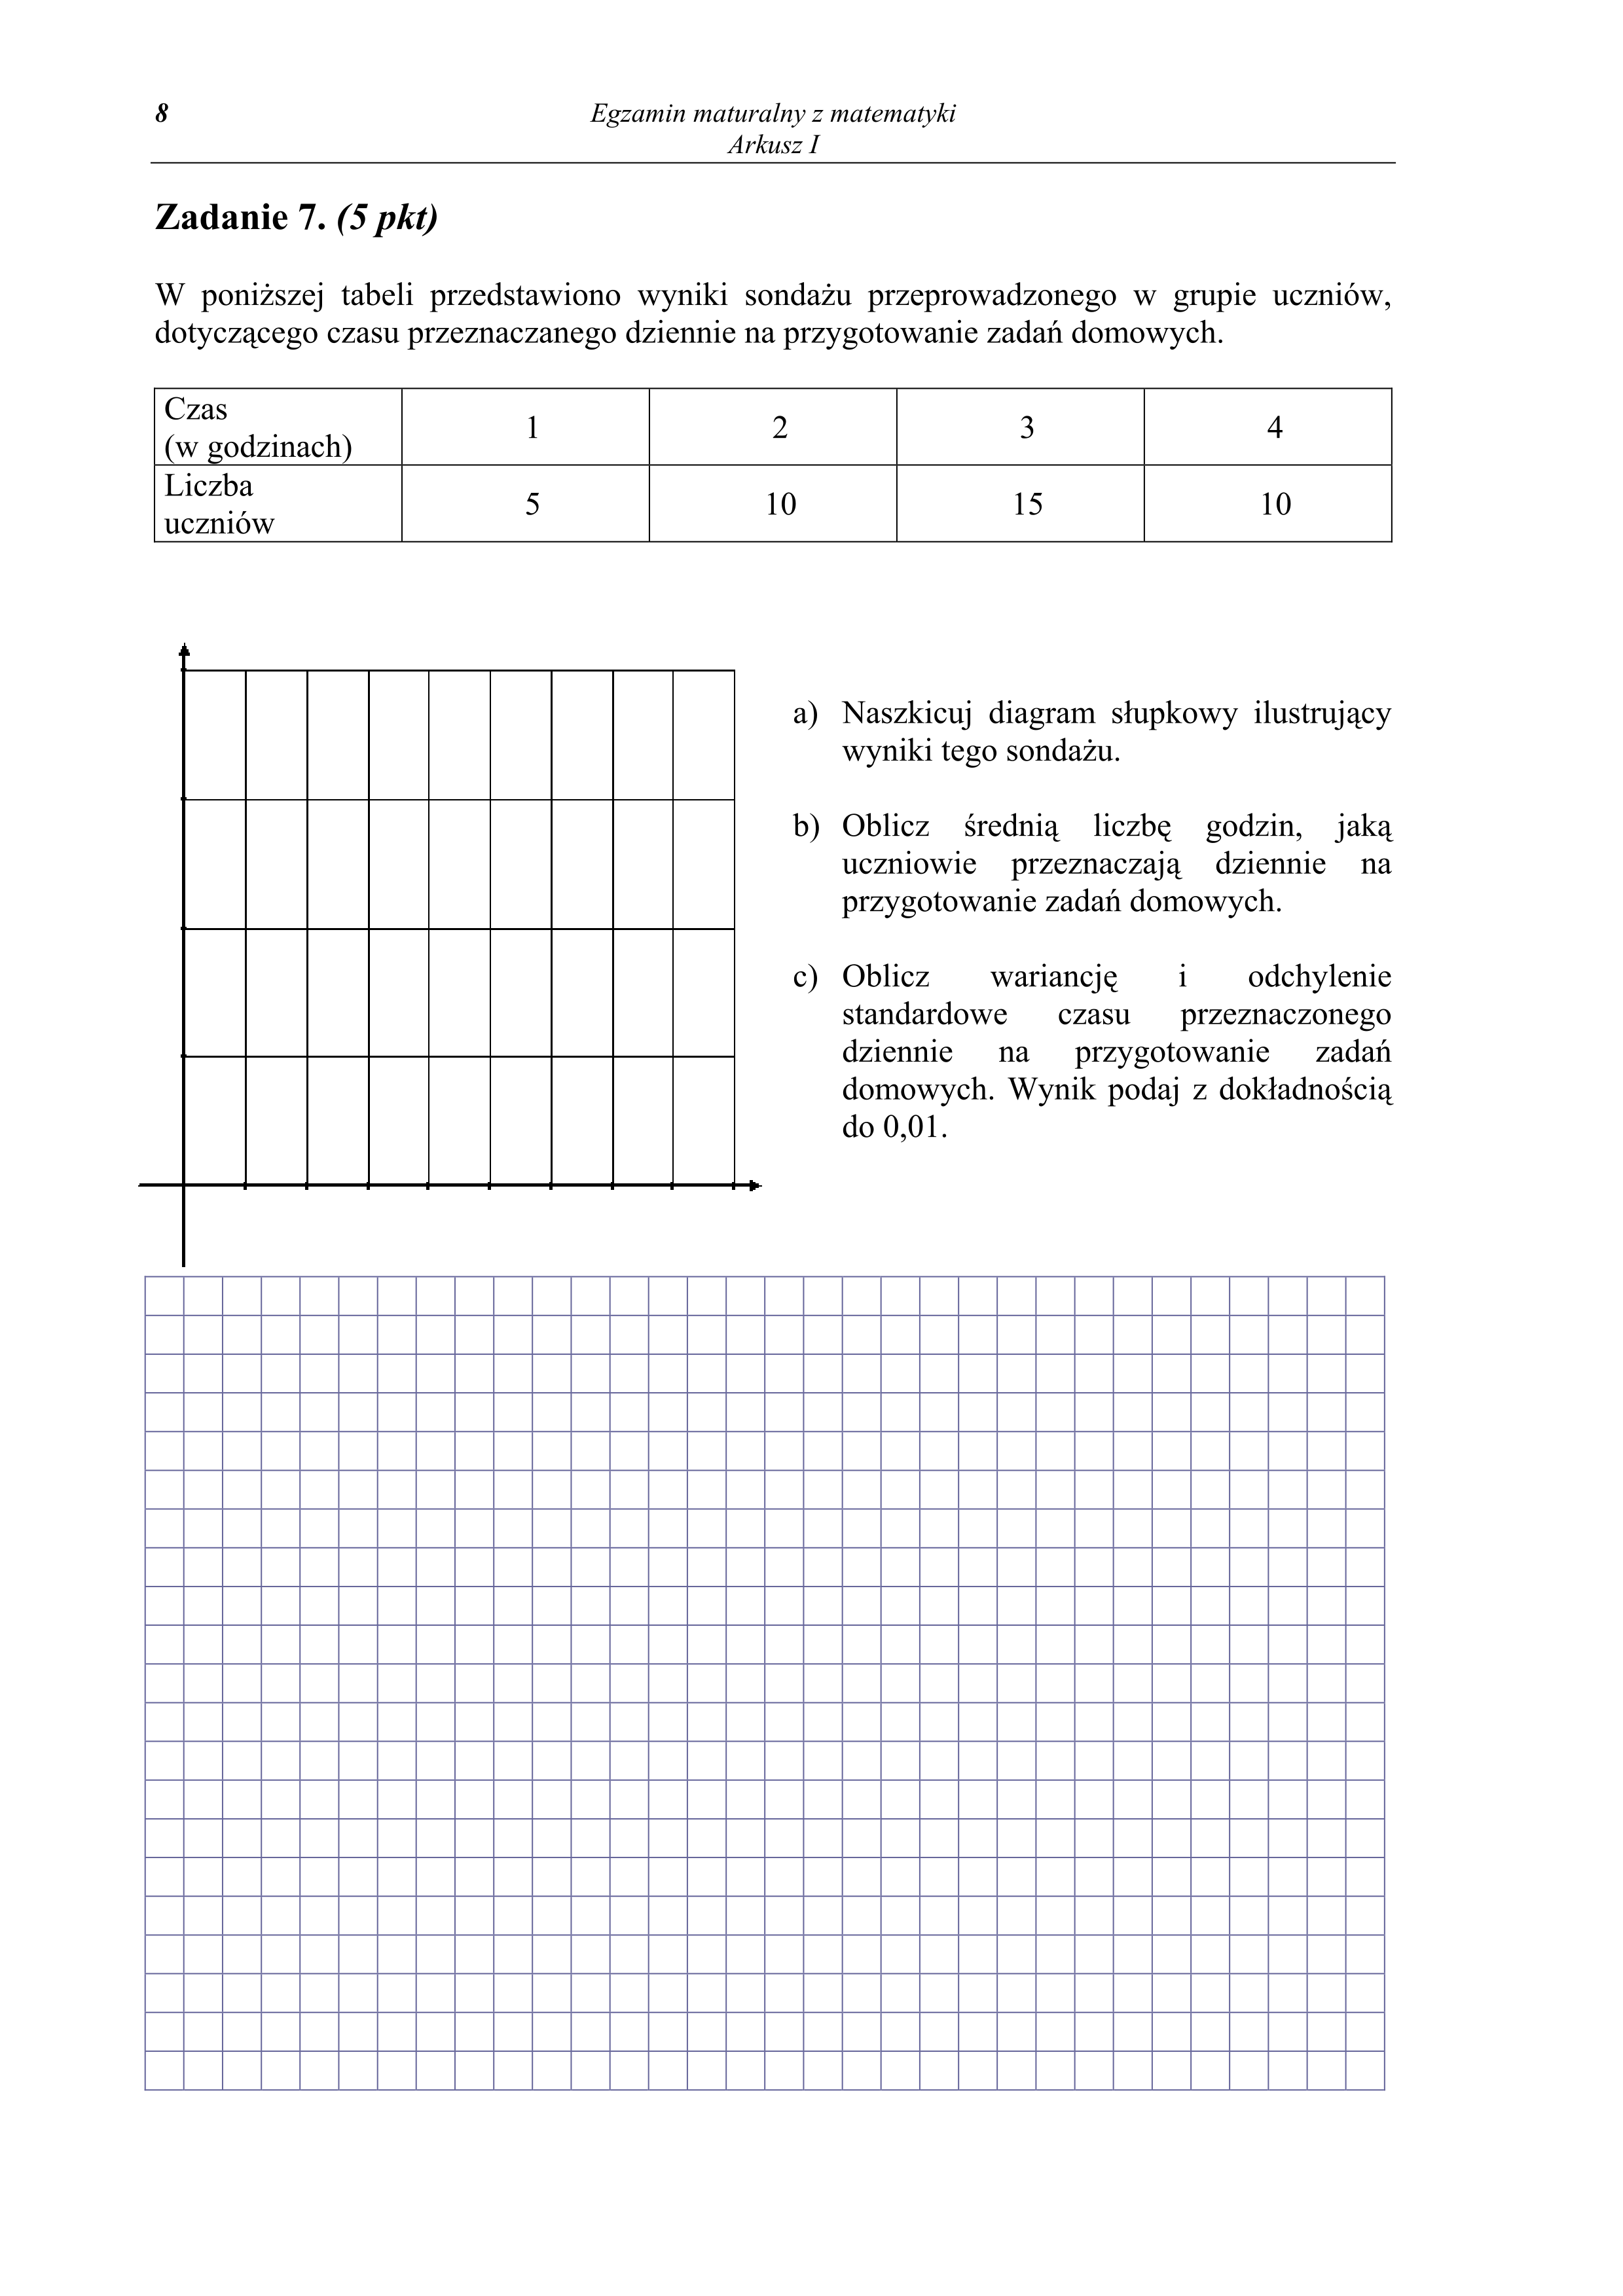 8
Egzamin maturalny z matematyki
Arkusz I
Zadanie 7. (5 pkt)
W poniższej tabeli przedstawiono wyniki sondażu przeprowadzonego w grupie uczniów,
dotyczącego czasu przeznaczanego dziennie na przygotowanie zadań domowych.
Czas
(w godzinach)
1
2
3
4
Liczba
uczniów
5
10
15
10
a) Naszkicuj diagram słupkowy ilustrujący
wyniki tego sondażu.
b) Oblicz średnią liczbę godzin, jaką
uczniowie przeznaczają dziennie na
przygotowanie zadań domowych.
c) Oblicz wariancję i odchylenie
standardowe czasu przeznaczonego
dziennie na przygotowanie zadań
domowych. Wynik podaj z dokładnością
do 0,01.